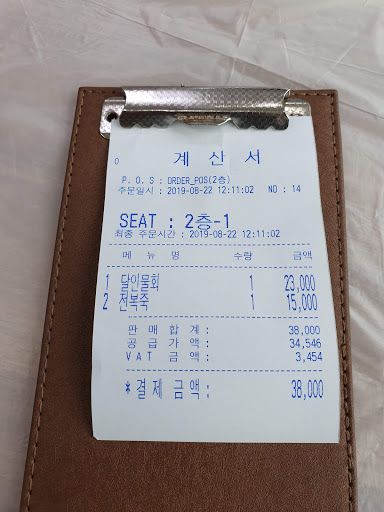 계 산 서
P.O.S : ORDER_POS(2층)
주문일시 : 2019-08-22 12:11:02 NO : 14
SEAT : 2층-1
최종 주문시간 : 2019-08-22 12:11:02
메 뉴 명 수량 금액
1 달인물회 1 23,000
2 전복죽 1 15,000
판 매 합 계 : 38,000
공 급 가 액 : 34,546
V A T 금 액 : 3,454
*결 제 금 액 : 38,000